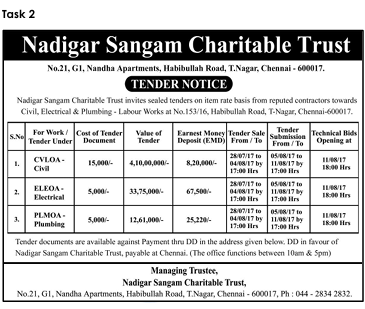 Task 2
Nadigar Sangam Charitable Trust
No.21, G1, Nandha Apartments, Habibullah Road, T.Nagar, Chennai - 600017.
TENDER NOTICE
Nadigar Sangam Charitable Trust invites sealed tenders on item rate basis from reputed contractors towards
Civil, Electrical & Plumbing - Labour Works at No.153/16, Habibullah Road, T-Nagar, Chennai-600017.
S.No For Work / Tender Under Cost of Tender Document Value of Tender Earnest Money Deposit (EMD) Tender Sale From / To Tender Submission From / To Technical Bids Opening at
1. CVLOA - Civil 15,000/- 4,10,00,000/- 8,20,000/- 28/07/17 to 04/08/17 by 17:00 Hrs 05/08/17 to 11/08/17 by 17:00 Hrs 11/08/17 18:00 Hrs
2. ELEOA - Electrical 5,000/- 33,75,000/- 67,500/- 28/07/17 to 04/08/17 by 17:00 Hrs 05/08/17 to 11/08/17 by 17:00 Hrs 11/08/17 18:00 Hrs
3. PLMOA - Plumbing 5,000/- 12,61,000/- 25,220/- 28/07/17 to 04/08/17 by 17:00 Hrs 05/08/17 to 11/08/17 by 17:00 Hrs 11/08/17 18:00 Hrs
Tender documents are available against Payment thru DD in the address given below. DD in favour of
Nadigar Sangam Charitable Trust, payable at Chennai. (The office functions between 10am & 5pm)
Managing Trustee,
Nadigar Sangam Charitable Trust,
No.21, G1, Nandha Apartments, Habibullah Road, T.Nagar, Chennai - 600017, Ph : 044 - 2834 2832.